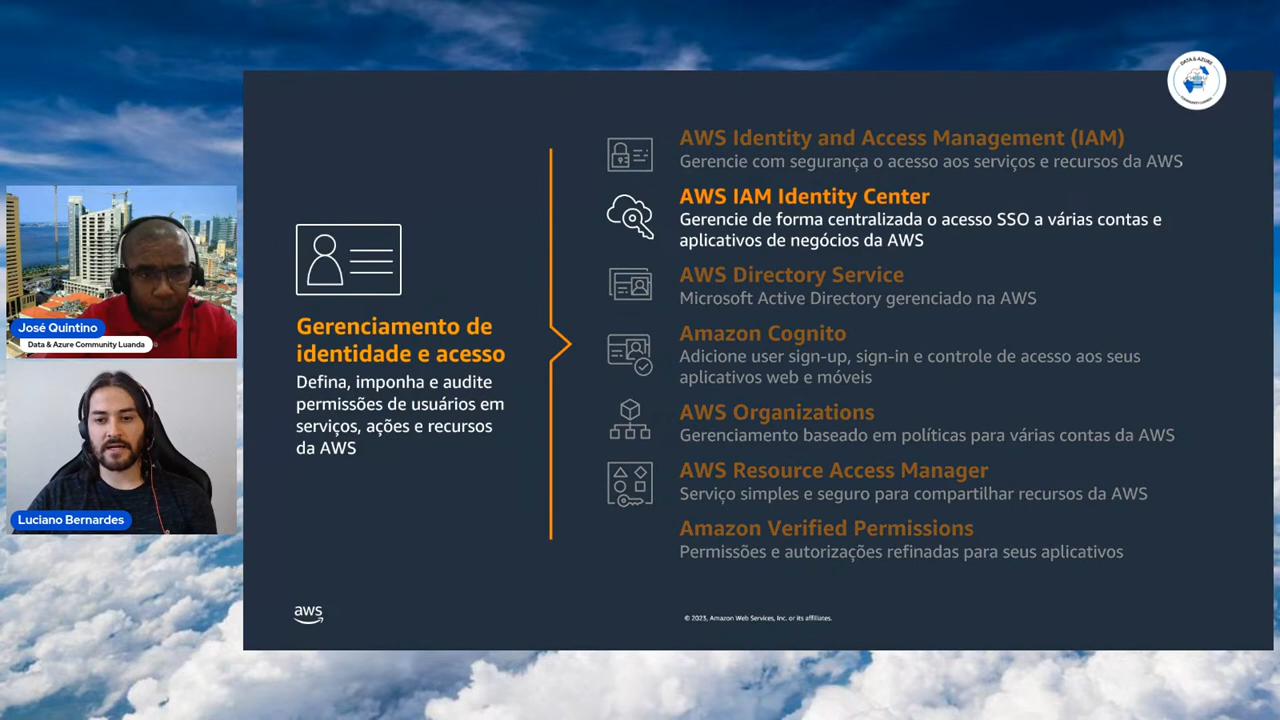 DATA & AZURE
COMMUNITY LUANDA
José Quintino
Data & Azure Community Luanda
Luciano Bernardes
Gerenciamento de
identidade e acesso
Defina, imponha e audite
permissões de usuários em
serviços, ações e recursos
da AWS
AWS Identity and Access Management (IAM)
Gerencie com segurança o acesso aos serviços e recursos da AWS
AWS IAM Identity Center
Gerencie de forma centralizada o acesso SSO a várias contas e
aplicativos de negócios da AWS
AWS Directory Service
Microsoft Active Directory gerenciado na AWS
Amazon Cognito
Adicione user sign-up, sign-in e controle de acesso aos seus
aplicativos web e móveis
AWS Organizations
Gerenciamento baseado em políticas para várias contas da AWS
AWS Resource Access Manager
Serviço simples e seguro para compartilhar recursos da AWS
Amazon Verified Permissions
Permissões e autorizações refinadas para seus aplicativos
aws
© 2023, Amazon Web Services, Inc. or its affiliates.